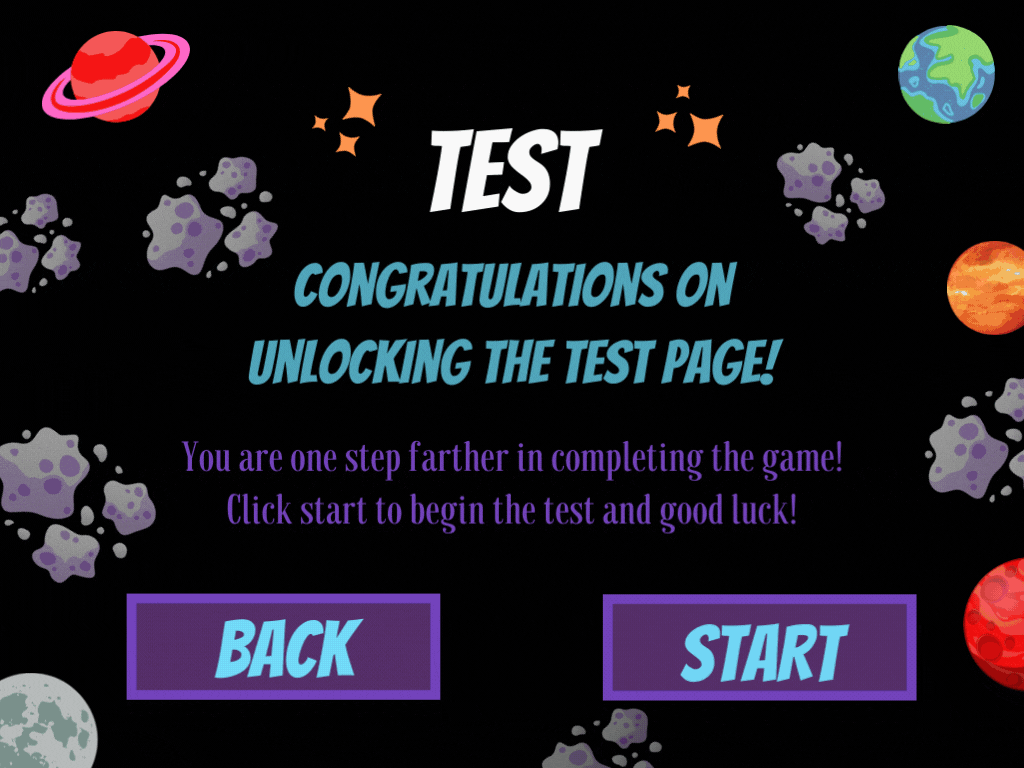 TEST
CONGRATULATIONS ON
UNLOCKING THE TEST PAGE!
You are one step farther in completing the game!
Click start to begin the test and good luck!
BACK
START